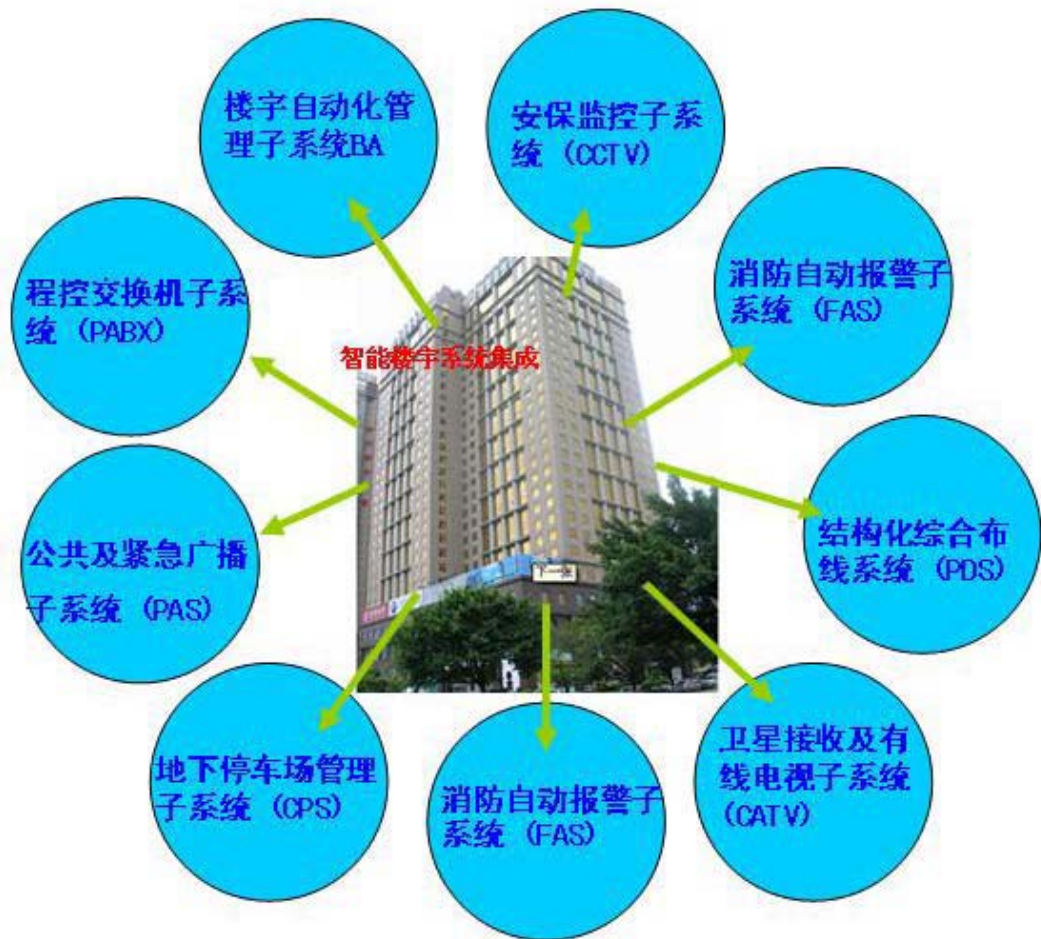 楼宇自动化管
理子系统BA
安保监控子系
统 (CCTV)
程控交换机子系
统 (PABX)
消防自动报警子
系统 (FAS)
智能楼宇系统集成
公共及紧急广播
子系统 (PAS)
结构化综合布
线系统 (PDS)
下一张
地下停车场管理
子系统 (CPS)
消防自动报警子
系统 (FAS)
卫星接收及有
线电视子系统
(CATV)